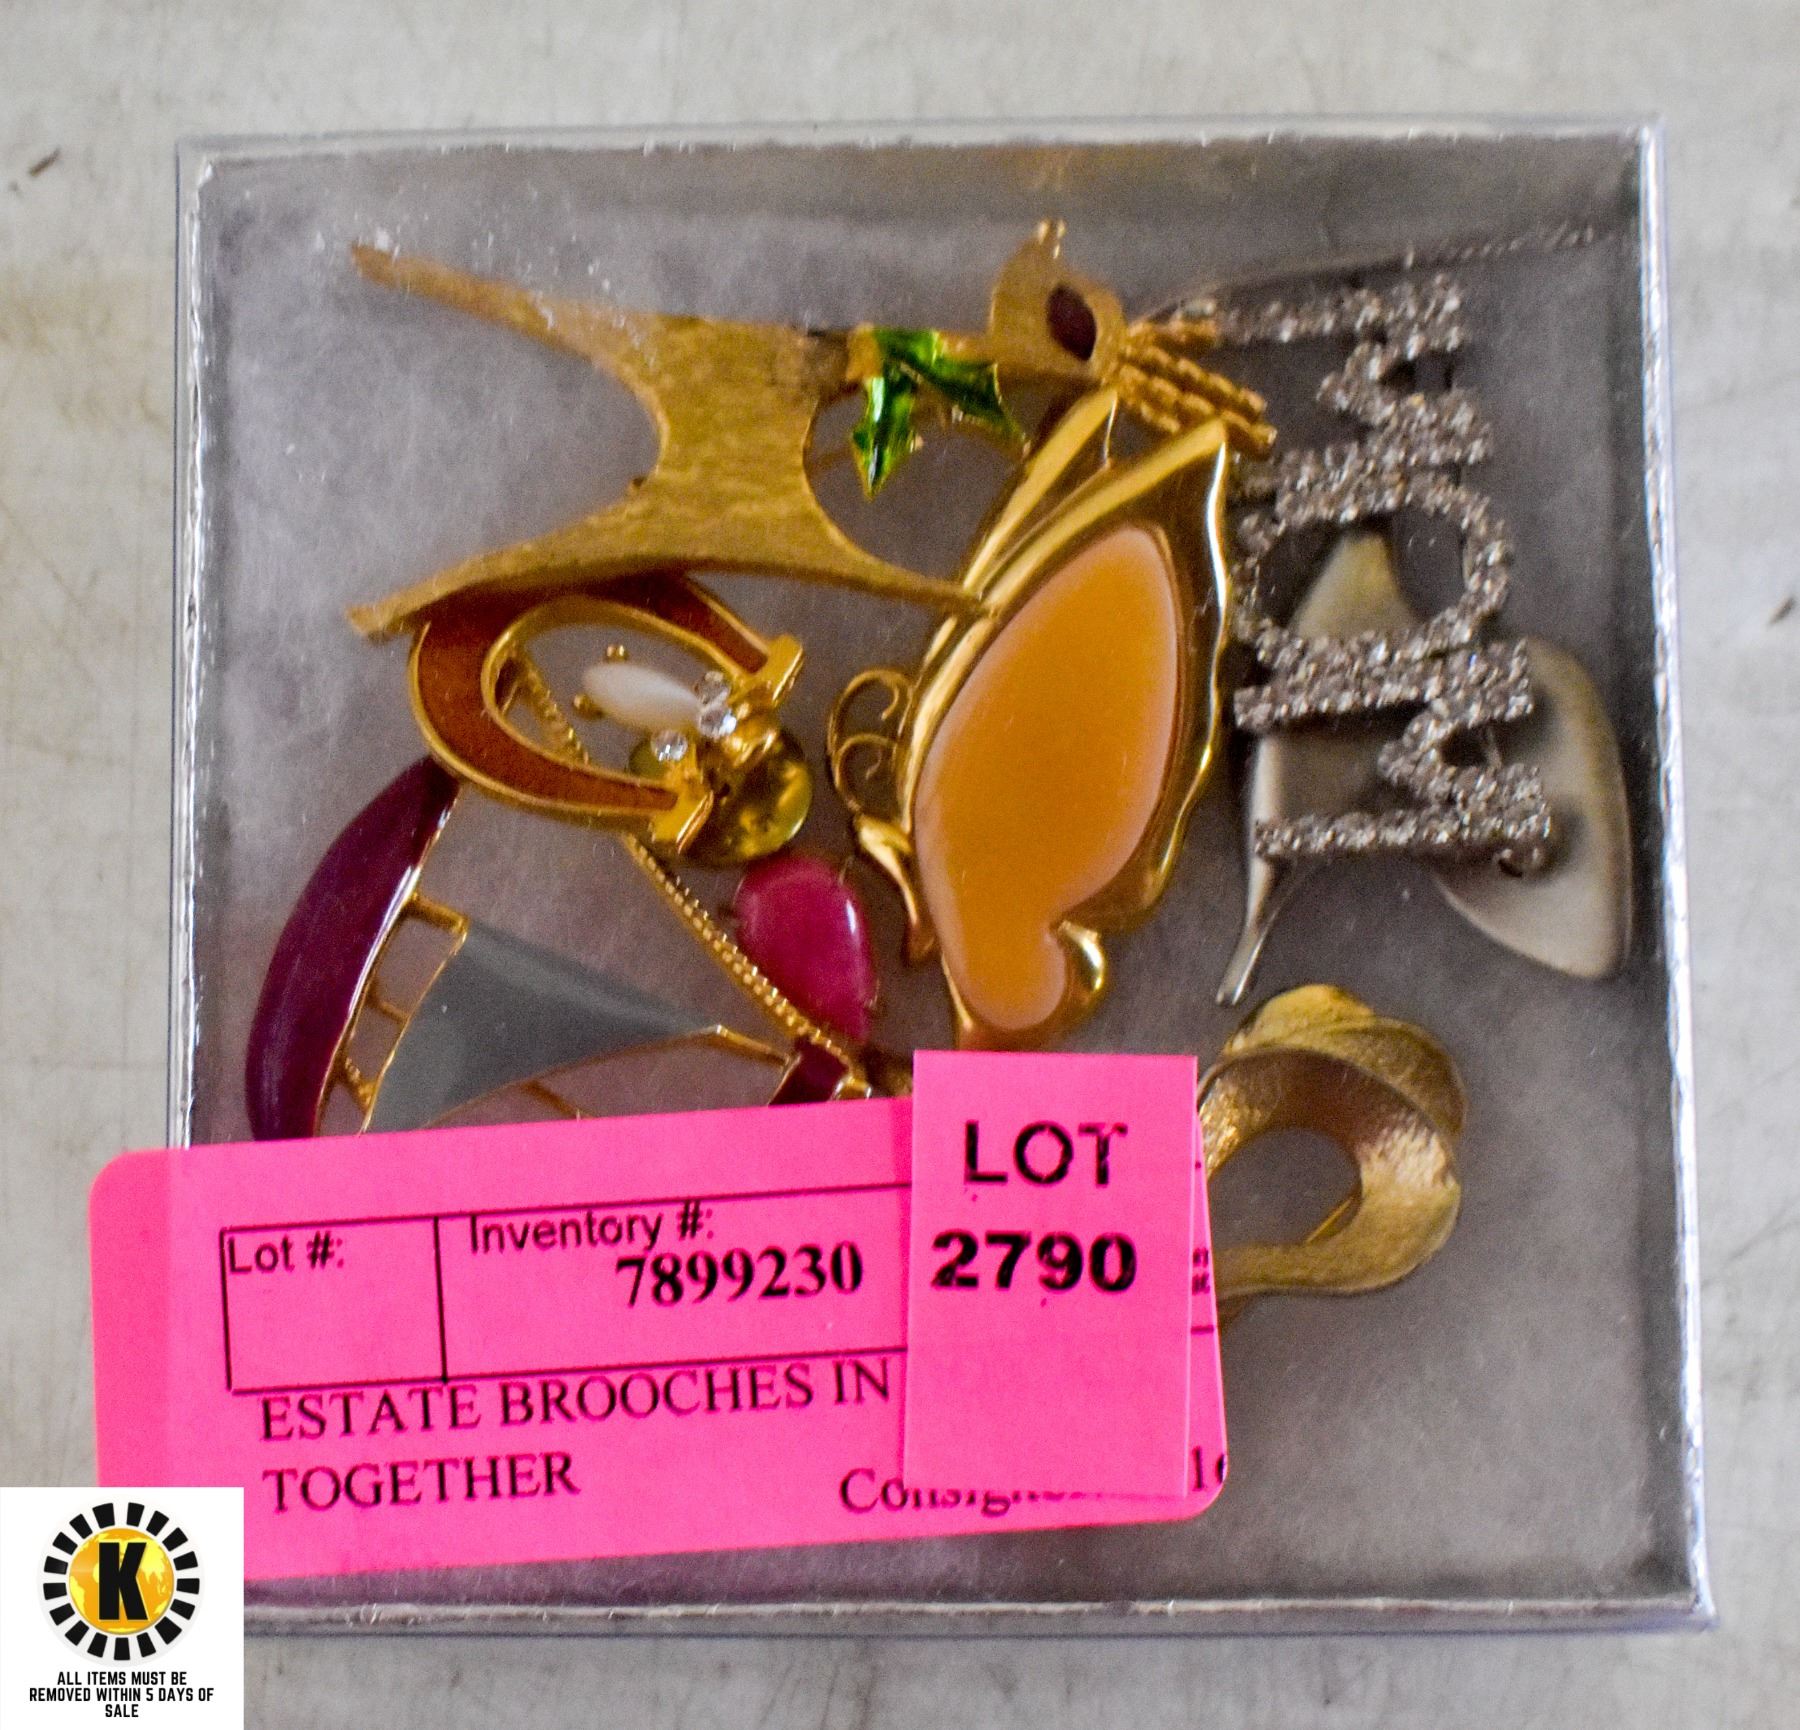 MOM
LOT
2790
Lot #:
Inventory #:
7899230
ESTATE BROOCHES IN
TOGETHER
K
ALL ITEMS MUST BE
REMOVED WITHIN 5 DAYS OF
SALE